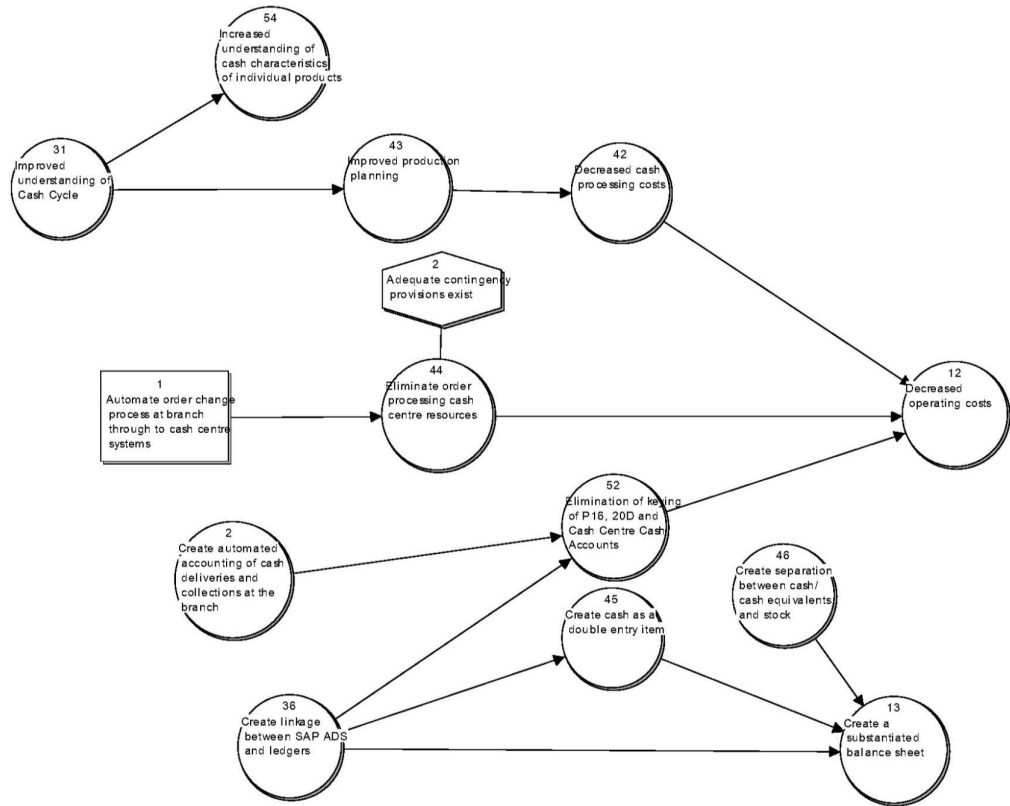 54
Increased
understanding of
cash characteristics
of individual products
31
Improved
understanding of
Cash Cycle
43
Improved production
planning
42
Decreased cash
processing costs
2
Adequate contingency
provisions exist
1
Automate order change
process at branch
through to cash centre
systems
44
Eliminate order
processing cash
centre resources
12
Decreased
operating costs
52
Elimination of keying
of P16, 20D and
Cash Centre Cash
Accounts
2
Create automated
accounting of cash
deliveries and
collections at the
branch
46
Create separation
between cash/
cash equivalents
and stock
45
Create cash as a
double entry item
36
Create linkage
between SAP ADS
and ledgers
13
Create a
substantiated
balance sheet